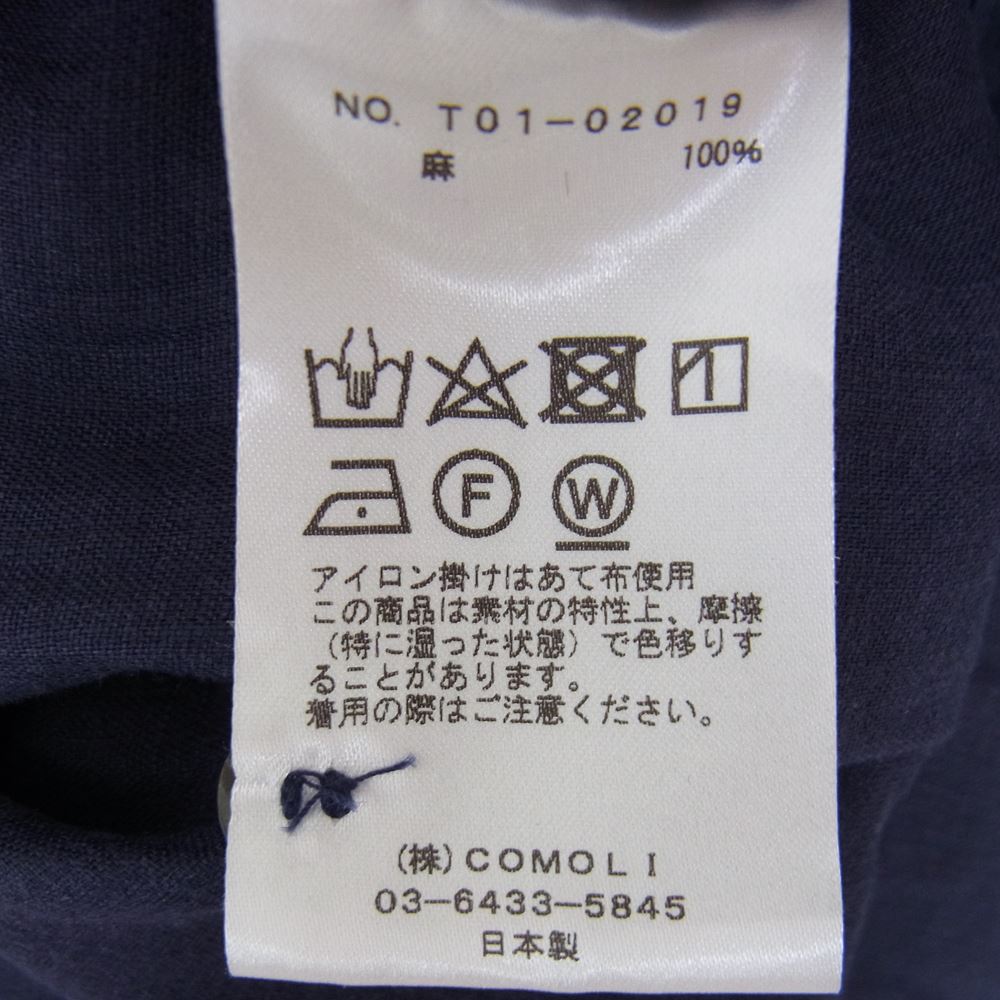 NO. T01-02019
麻 100%
F W
アイロン掛けはあて布使用
この商品は素材の特性上、摩擦
(特に湿った状態)で色移りす
ることがあります。
着用の際はご注意ください。
(株)COMOLI
03-6433-5845
日本製